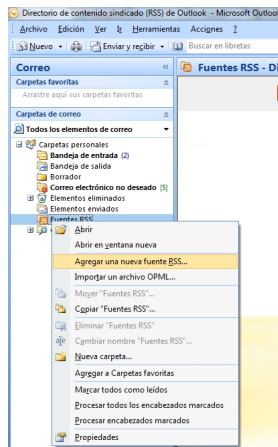 Directorio de contenido sindicado (RSS) de Outlook - Microsoft Outloo
Archivo Edición Ver Ir Herramientas Acciones ?
Nuevo Enviar y recibir Buscar en libretas
Correo «
Fuentes RSS - Di
Carpetas favoritas
Arrastre aquí sus carpetas favoritas
Carpetas de correo
Todos los elementos de correo
Carpetas personales
Bandeja de entrada (2)
Bandeja de salida
Borrador
Correo electrónico no deseado [5]
Elementos eliminados
Elementos enviados
Fuentes RSS
Abrir
Abrir en ventana nueva
Agregar una nueva fuente RSS...
Importar un archivo OPML...
Mover "Fuentes RSS"...
Copiar "Fuentes RSS"...
Eliminar "Fuentes RSS"
Cambiar nombre "Fuentes RSS"...
Nueva carpeta...
Agregar a Carpetas favoritas
Marcar todos como leídos
Procesar todos los encabezados marcados
Procesar encabezados marcados
Propiedades